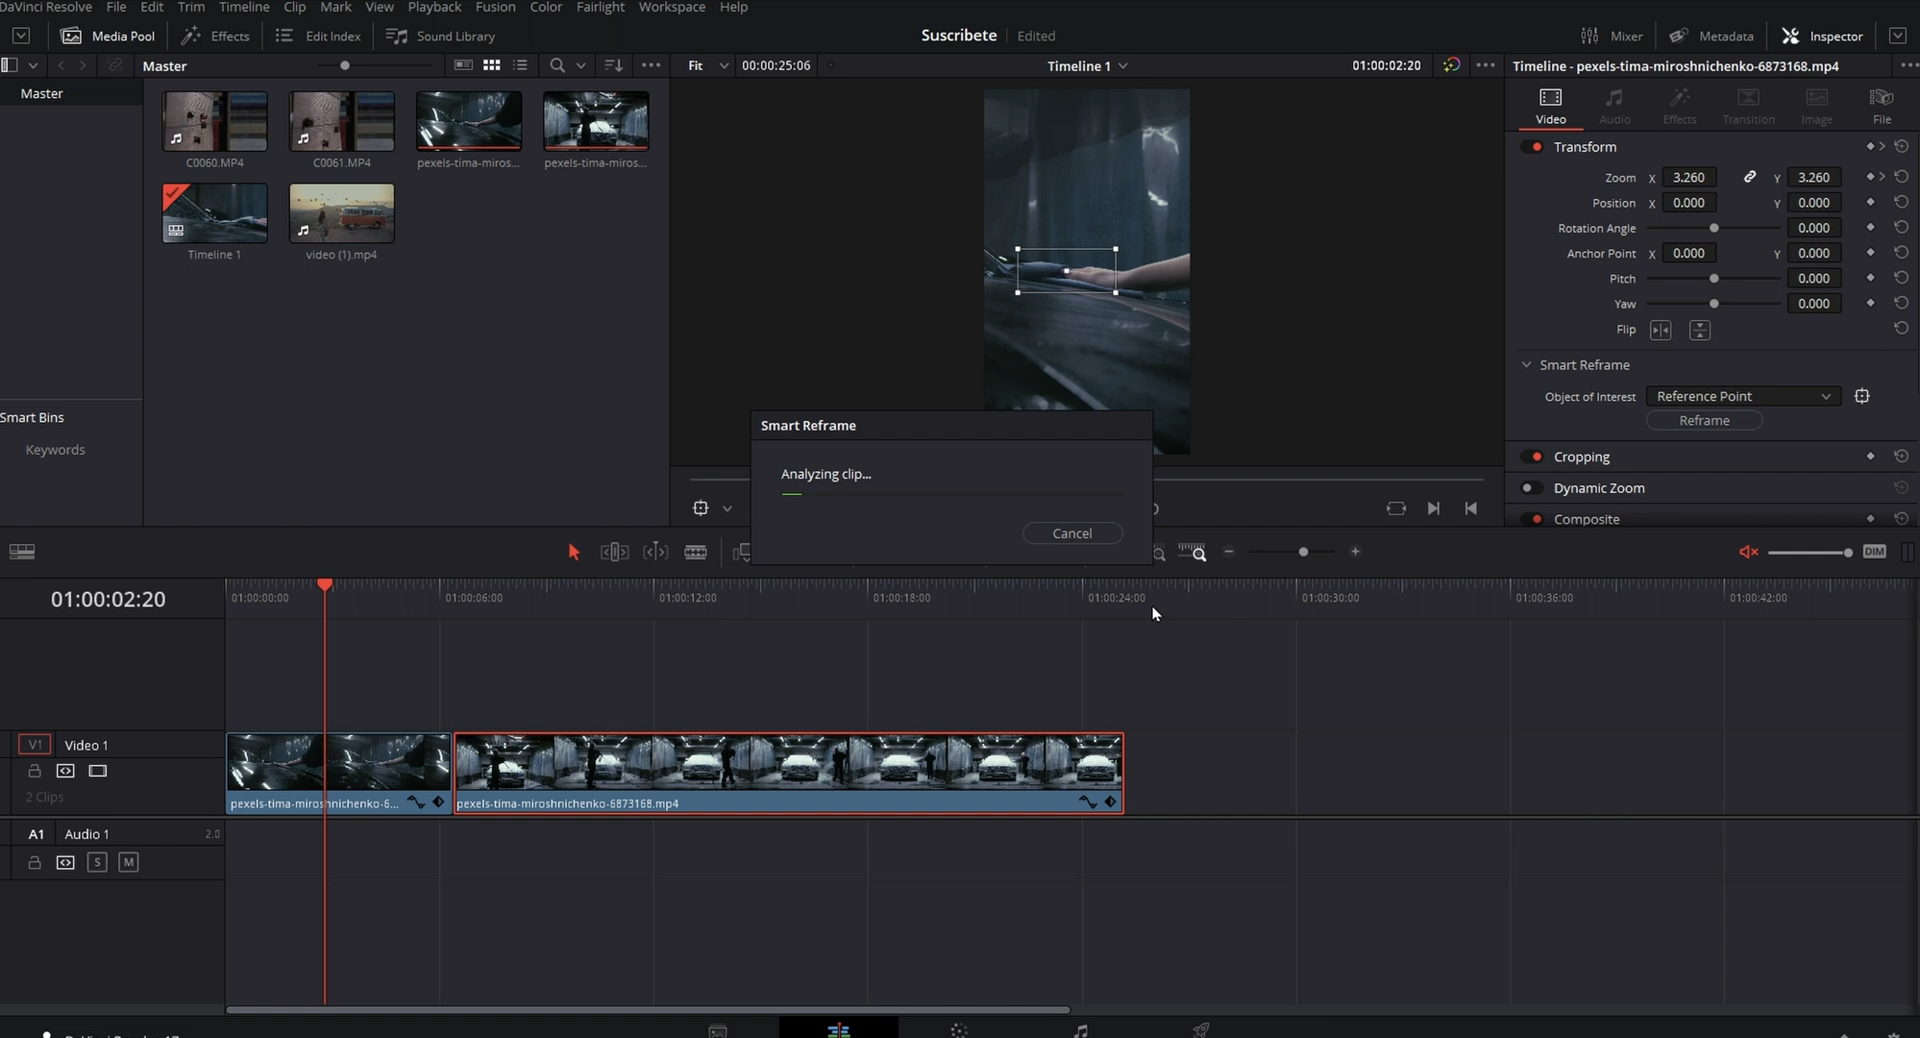 DaVinci Resolve File Edit Trim Timeline Clip Mark View Playback Fusion Color Fairlight Workspace Help
Media Pool Effects Edit Index Sound Library Suscribete Edited Mixer Metadata Inspector
Master Fit 00:00:25:06 Timeline 1 01:00:02:20 Timeline - pexels-tima-miroshnichenko-6873168.mp4
Master
Video Audio Effects Transition Image File
C0060.MP4 C0061.MP4 pexels-tima-miros... pexels-tima-miros...
Transform
Zoom X 3.260 Y 3.260
Position X 0.000 Y 0.000
Rotation Angle 0.000
Timeline 1 video (1).mp4
Anchor Point X 0.000 Y 0.000
Pitch 0.000
Yaw 0.000
Flip
Smart Reframe
Object of Interest Reference Point
Reframe
Smart Bins
Keywords
Smart Reframe
Analyzing clip...
Cancel
Cropping
Dynamic Zoom
Composite
DIM
01:00:02:20
01:00:00:00 01:00:06:00 01:00:12:00 01:00:18:00 01:00:24:00 01:00:30:00 01:00:36:00 01:00:42:00
V1 Video 1
2 Clips
pexels-tima-miroshnichenko-6... pexels-tima-miroshnichenko-6873168.mp4
A1 Audio 1 2.0
S M